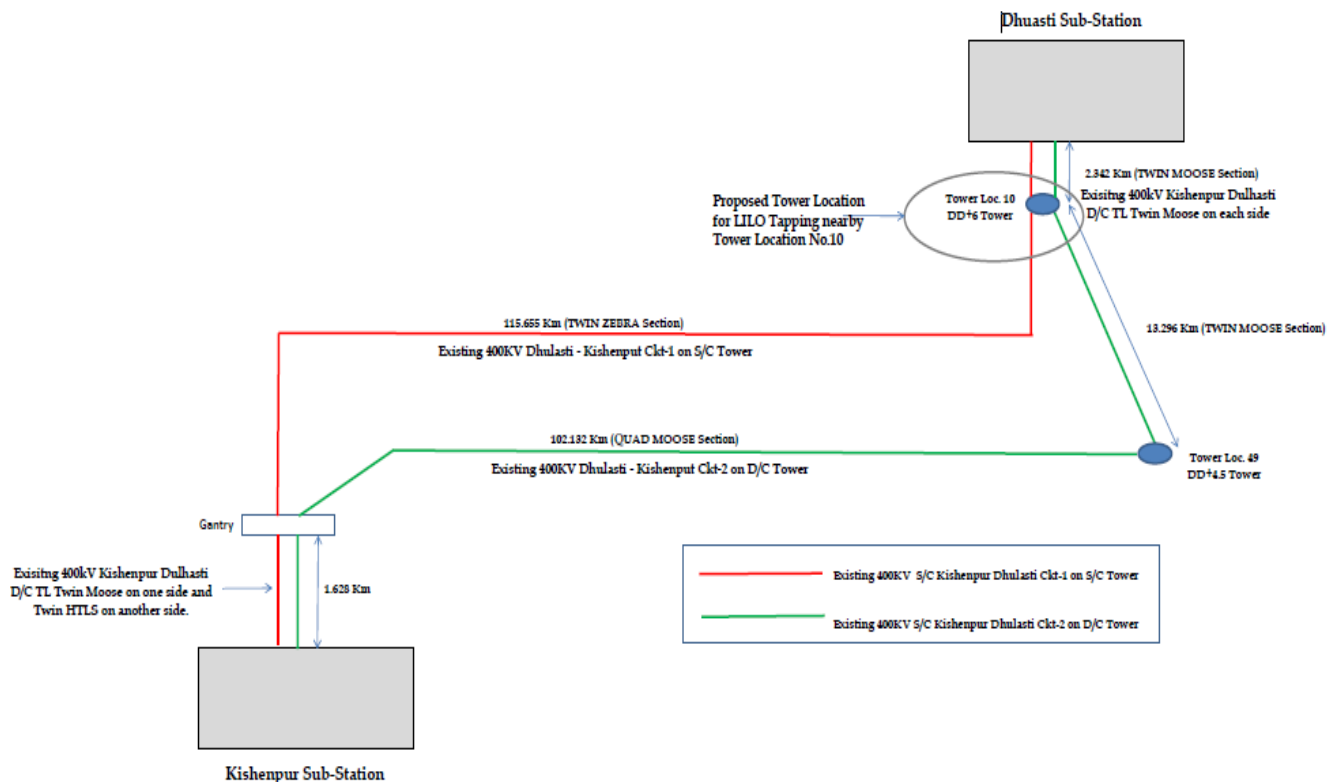 Dhuasti Sub-Station
2.342 Km (TWIN MOOSE Section)
Exisitng 400kV Kishenpur Dulhasti
D/C TL Twin Moose on each side
Proposed Tower Location
for LILO Tapping nearby
Tower Location No.10
Tower Loc. 10
DD+6 Tower
13.296 Km (TWIN MOOSE Section)
115.655 Km (TWIN ZEBRA Section)
Existing 400KV Dhulasti - Kishenput Ckt-1 on S/C Tower
102.132 Km (QUAD MOOSE Section)
Existing 400KV Dhulasti - Kishenput Ckt-2 on D/C Tower
Tower Loc. 49
DD+4.5 Tower
Gantry
Exisitng 400kV Kishenpur Dulhasti
D/C TL Twin Moose on one side and
Twin HTLS on another side.
1.628 Km
Existing 400KV S/C Kishenpur Dhulasti Ckt-1 on S/C Tower
Existing 400KV S/C Kishenpur Dhulasti Ckt-2 on D/C Tower
Kishenpur Sub-Station